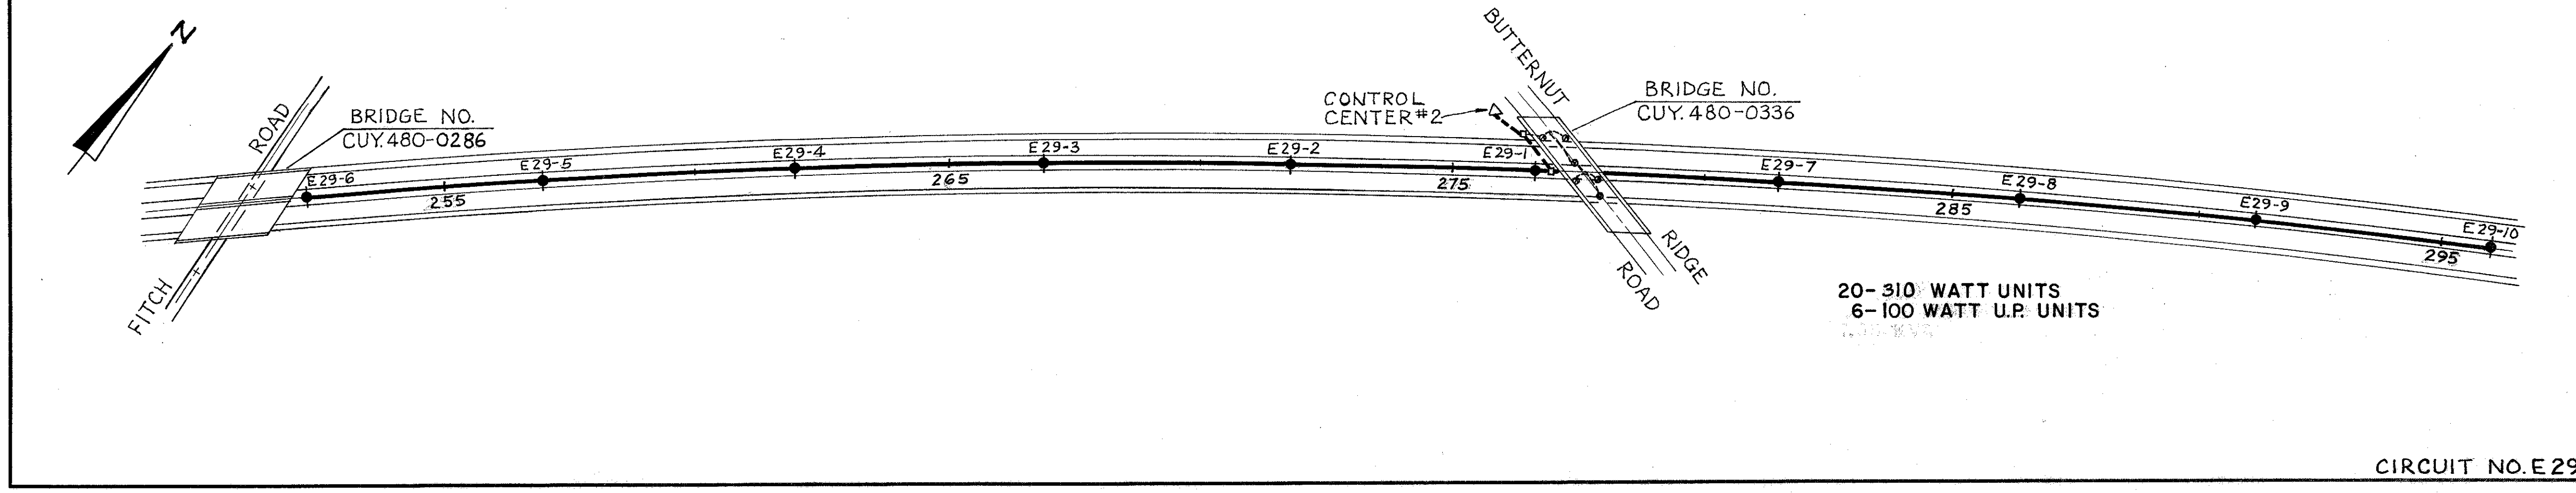 N
BUTTERNUT
RIDGE
ROAD
FITCH
ROAD
BRIDGE NO.
CUY.480-0286
CONTROL
CENTER#2
BRIDGE NO.
CUY.480-0336
E29-6
E29-5
E29-4
E29-3
E29-2
E29-1
E29-7
E29-8
E29-9
E29-10
255
265
275
285
295
20-310 WATT UNITS
6-100 WATT U.P. UNITS
CIRCUIT NO.E29